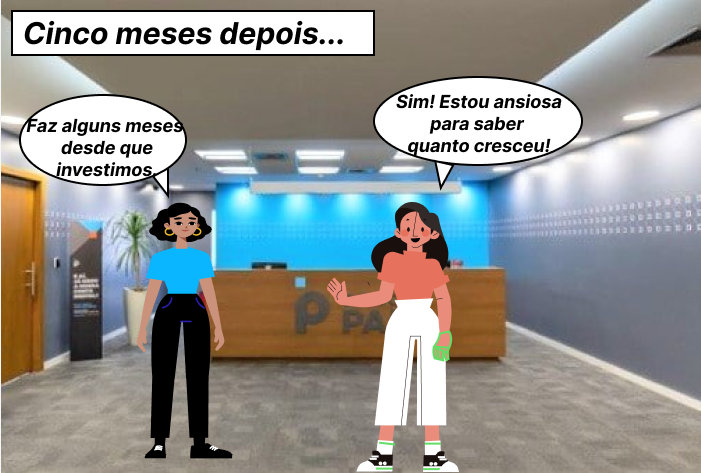 Cinco meses depois...
Faz alguns meses
desde que
investimos.
Sim! Estou ansiosa
para saber
quanto cresceu!
P PA